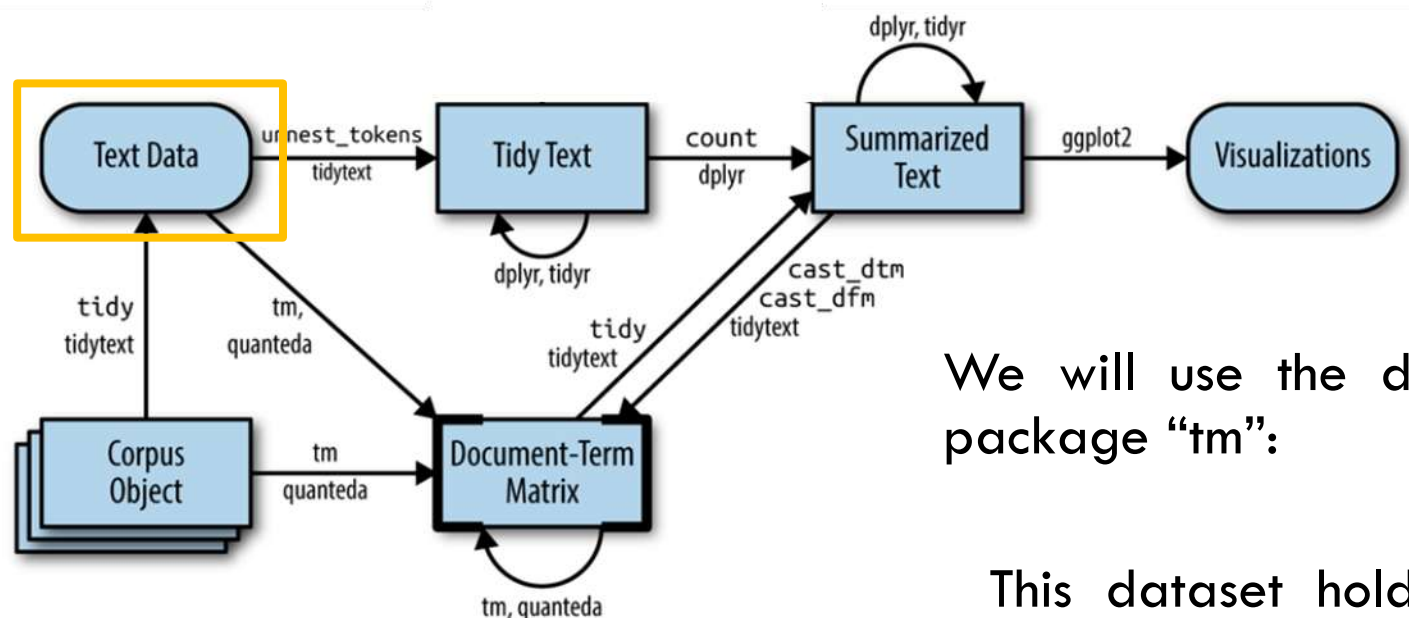 dplyr, tidyr
Text Data
unnest_tokens
tidytext
Tidy Text
count
dplyr
Summarized
Text
ggplot2
Visualizations
dplyr, tidyr
cast_dtm
cast_dfm
tidytext
tidy
tidytext
tm,
quanteda
tidy
tidytext
Corpus
Object
tm
quanteda
Document-Term
Matrix
tm, quanteda
We will use the d
package “tm”:
This dataset hold